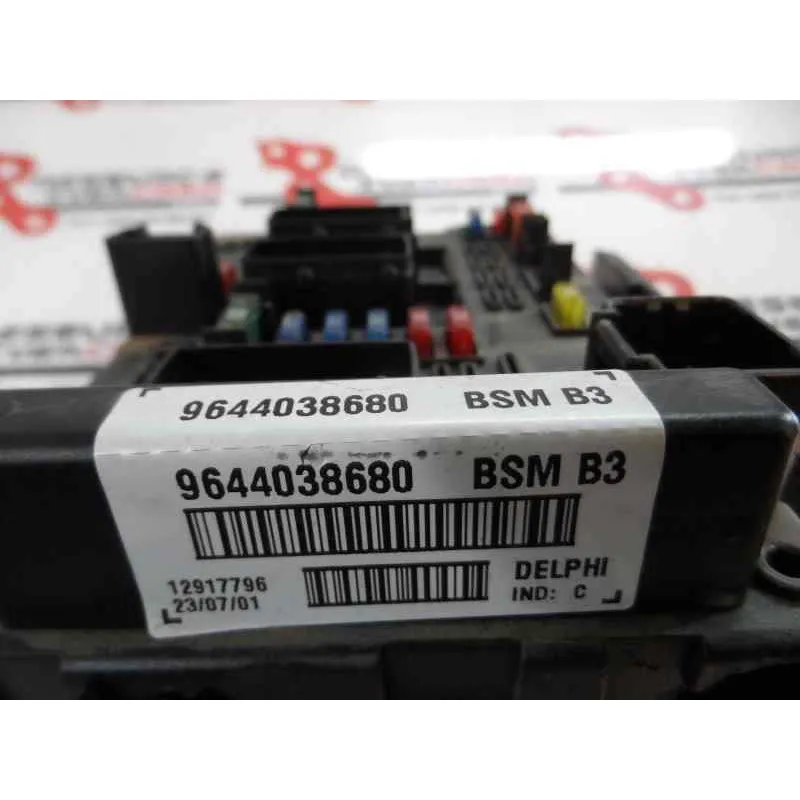 9644038680 BSM B3
9644038680 BSM B3
12917796
23/07/01
DELPHI
IND: C